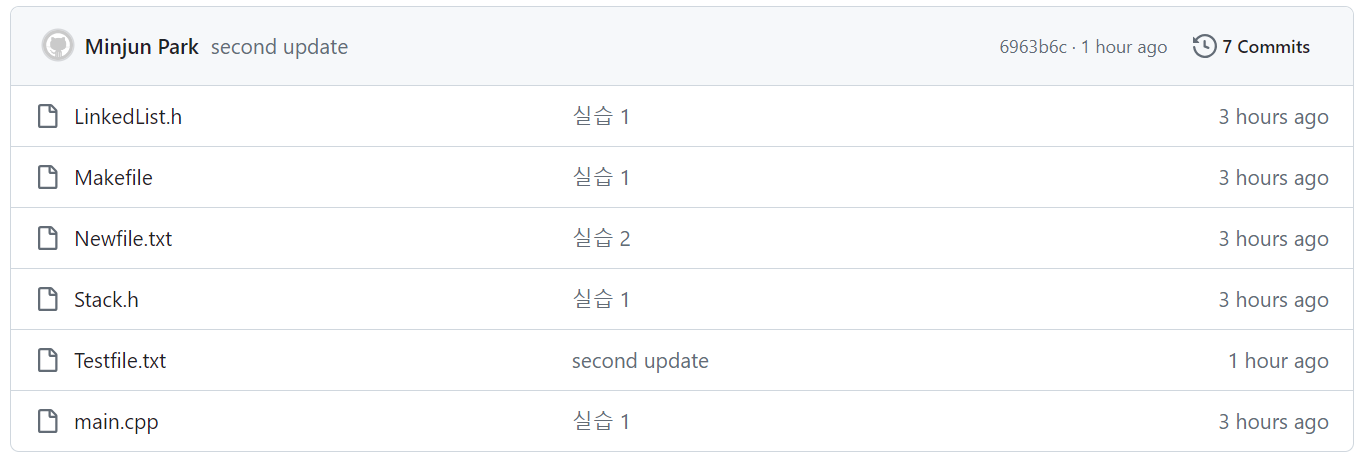 Minjun Park second update 6963b6c · 1 hour ago 7 Commits
LinkedList.h 실습 1 3 hours ago
Makefile 실습 1 3 hours ago
Newfile.txt 실습 2 3 hours ago
Stack.h 실습 1 3 hours ago
Testfile.txt second update 1 hour ago
main.cpp 실습 1 3 hours ago